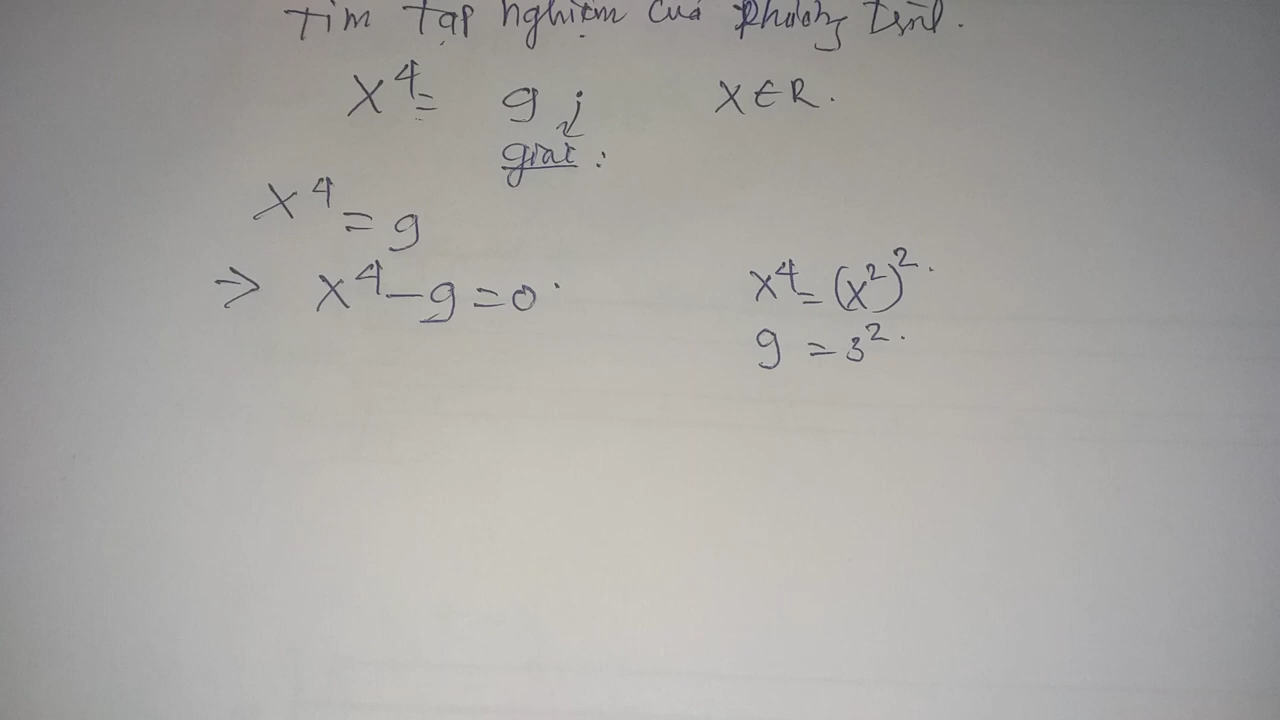 Tìm tập nghiệm của phương trình.
x⁴ = 9 ; x ∈ R.
giải :
x⁴ = 9
⇒ x⁴ – 9 = 0.
x⁴ = (x²)².
9 = 3².